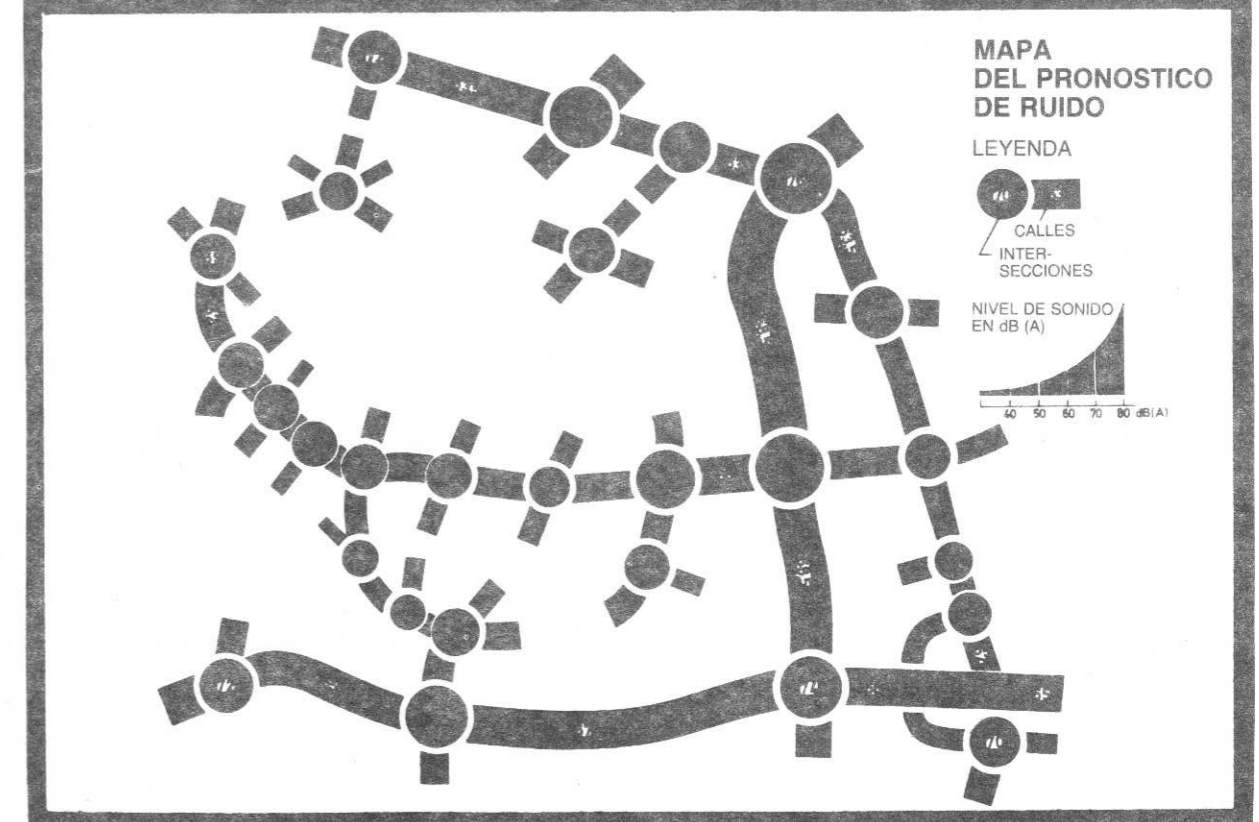 MAPA
DEL PRONOSTICO
DE RUIDO
LEYENDA
CALLES
INTER-
SECCIONES
NIVEL DE SONIDO
EN dB (A)
40 50 60 70 80 dB(A)